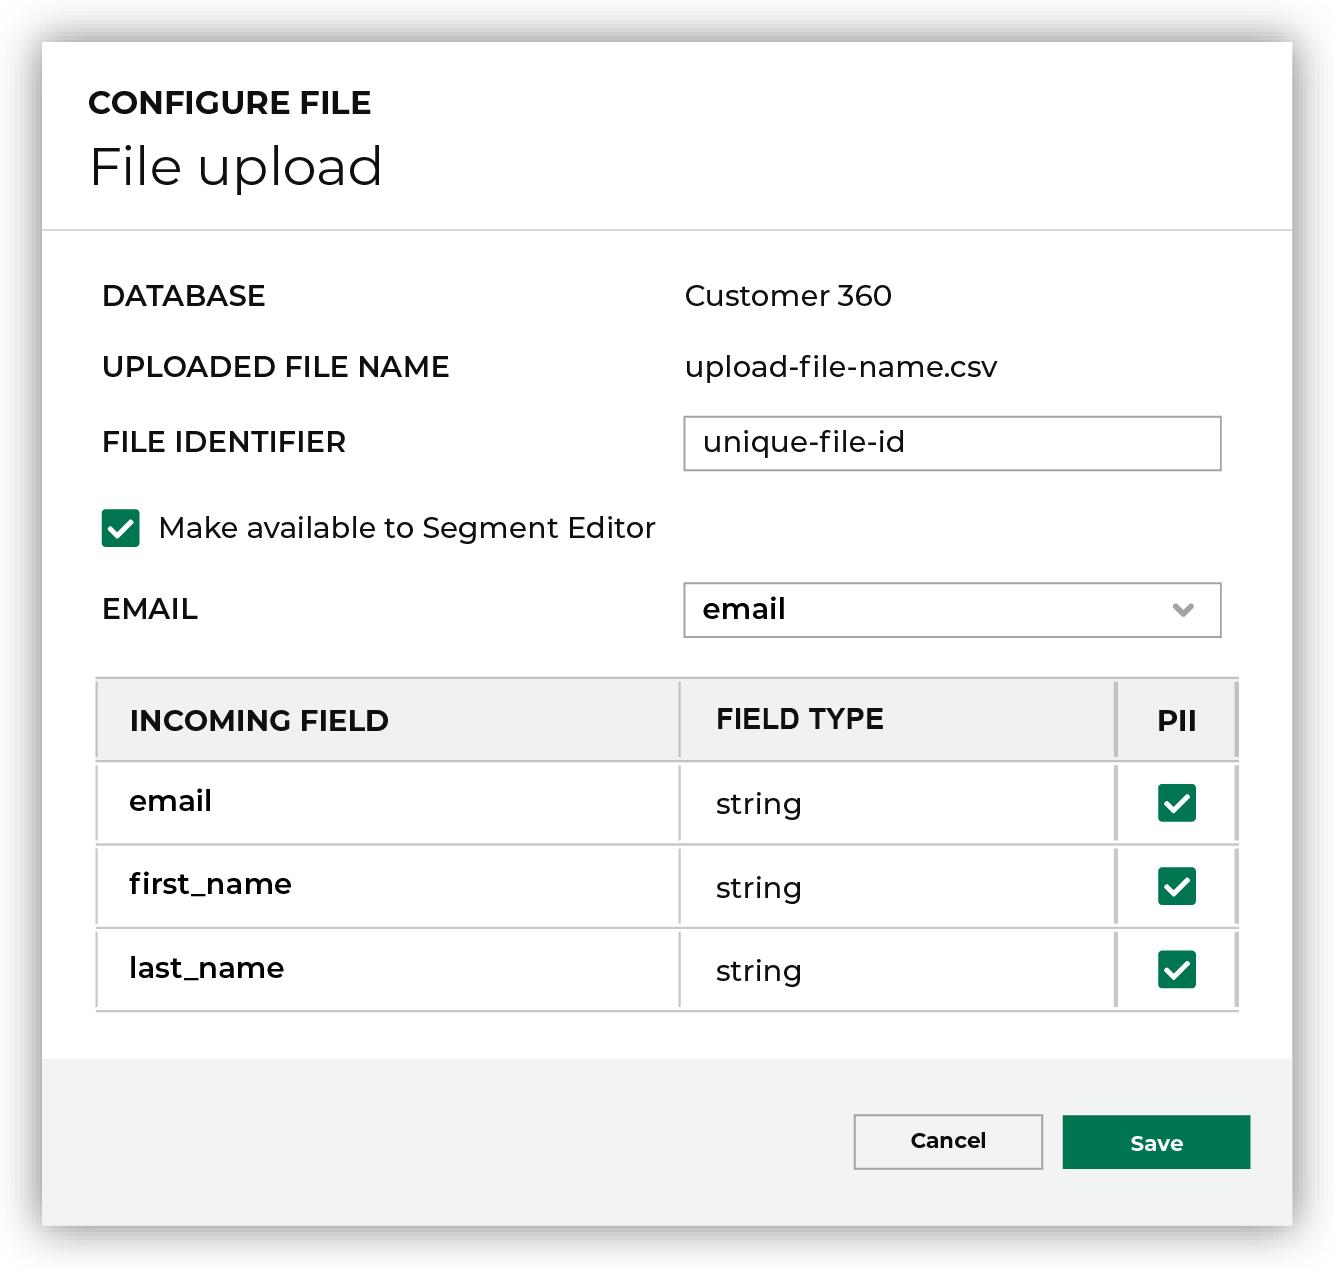 CONFIGURE FILE
File upload
DATABASE Customer 360
UPLOADED FILE NAME upload-file-name.csv
FILE IDENTIFIER unique-file-id
Make available to Segment Editor
EMAIL email
INCOMING FIELD FIELD TYPE PII
email string
first_name string
last_name string
Cancel Save